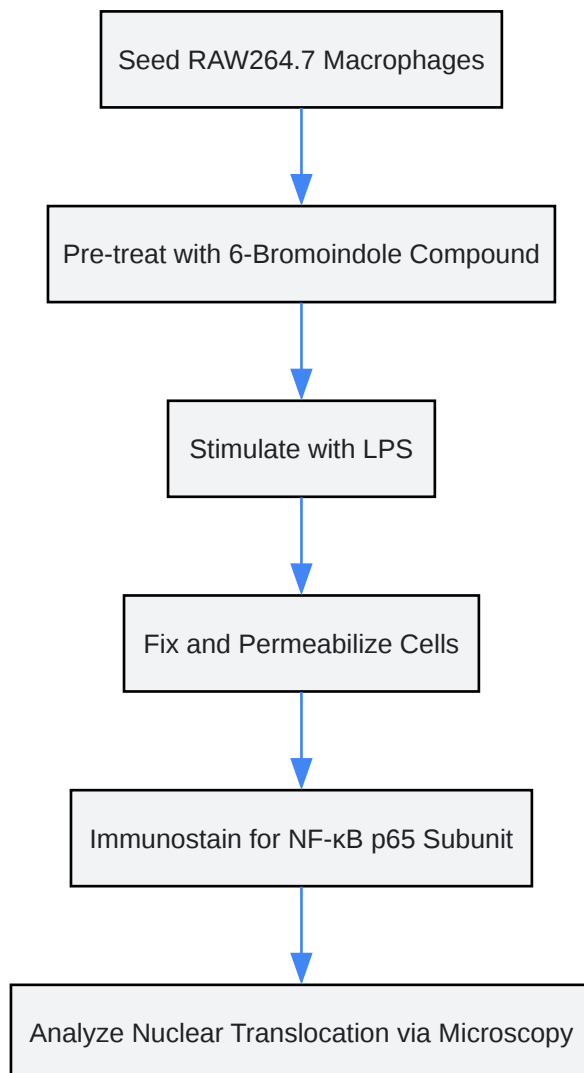 Seed RAW264.7 Macrophages
Pre-treat with 6-Bromoindole Compound
Stimulate with LPS
Fix and Permeabilize Cells
Immunostain for NF-κB p65 Subunit
Analyze Nuclear Translocation via Microscopy